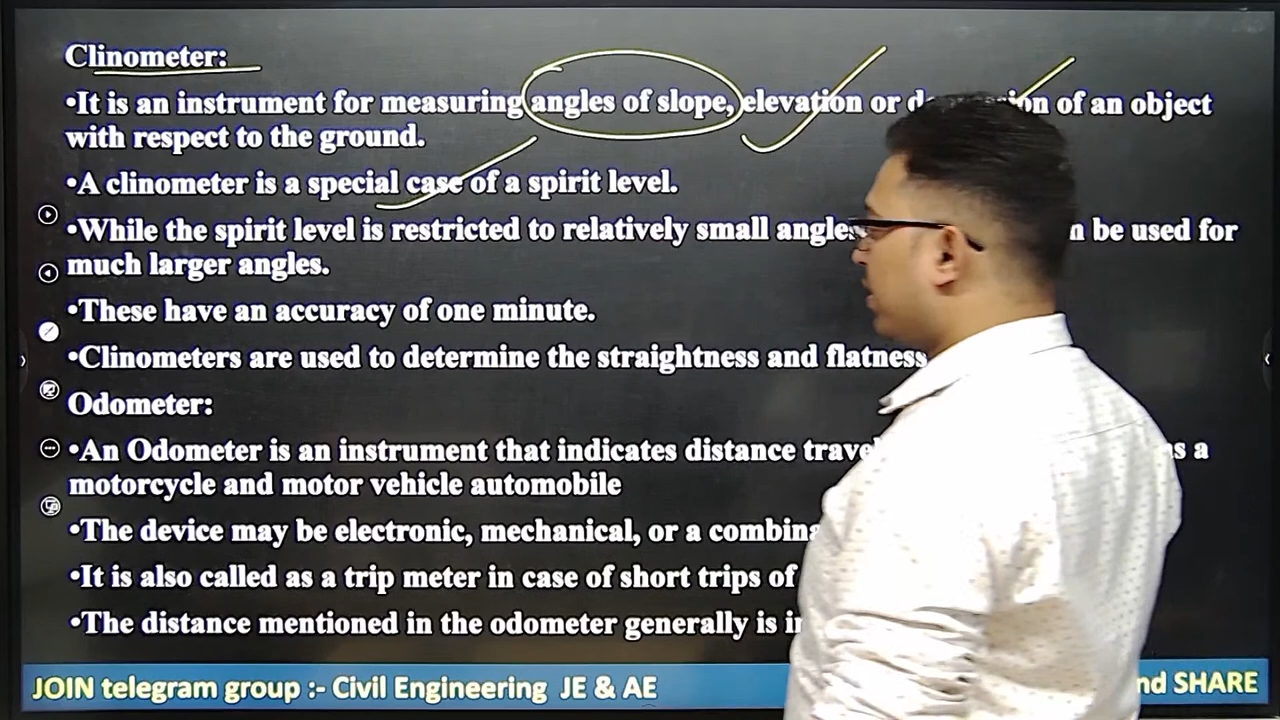 Clinometer:
•It is an instrument for measuring angles of slope, elevation or of an object
with respect to the ground.
•A clinometer is a special case of a spirit level.
•While the spirit level is restricted to relatively small angles be used for
much larger angles.
•These have an accuracy of one minute.
•Clinometers are used to determine the straightness and flatness
Odometer:
•An Odometer is an instrument that indicates distance as a
motorcycle and motor vehicle automobile
•The device may be electronic, mechanical, or a
•It is also called as a trip meter in case of short trips of
•The distance mentioned in the odometer generally is
JOIN telegram group :- Civil Engineering JE & AE SHARE